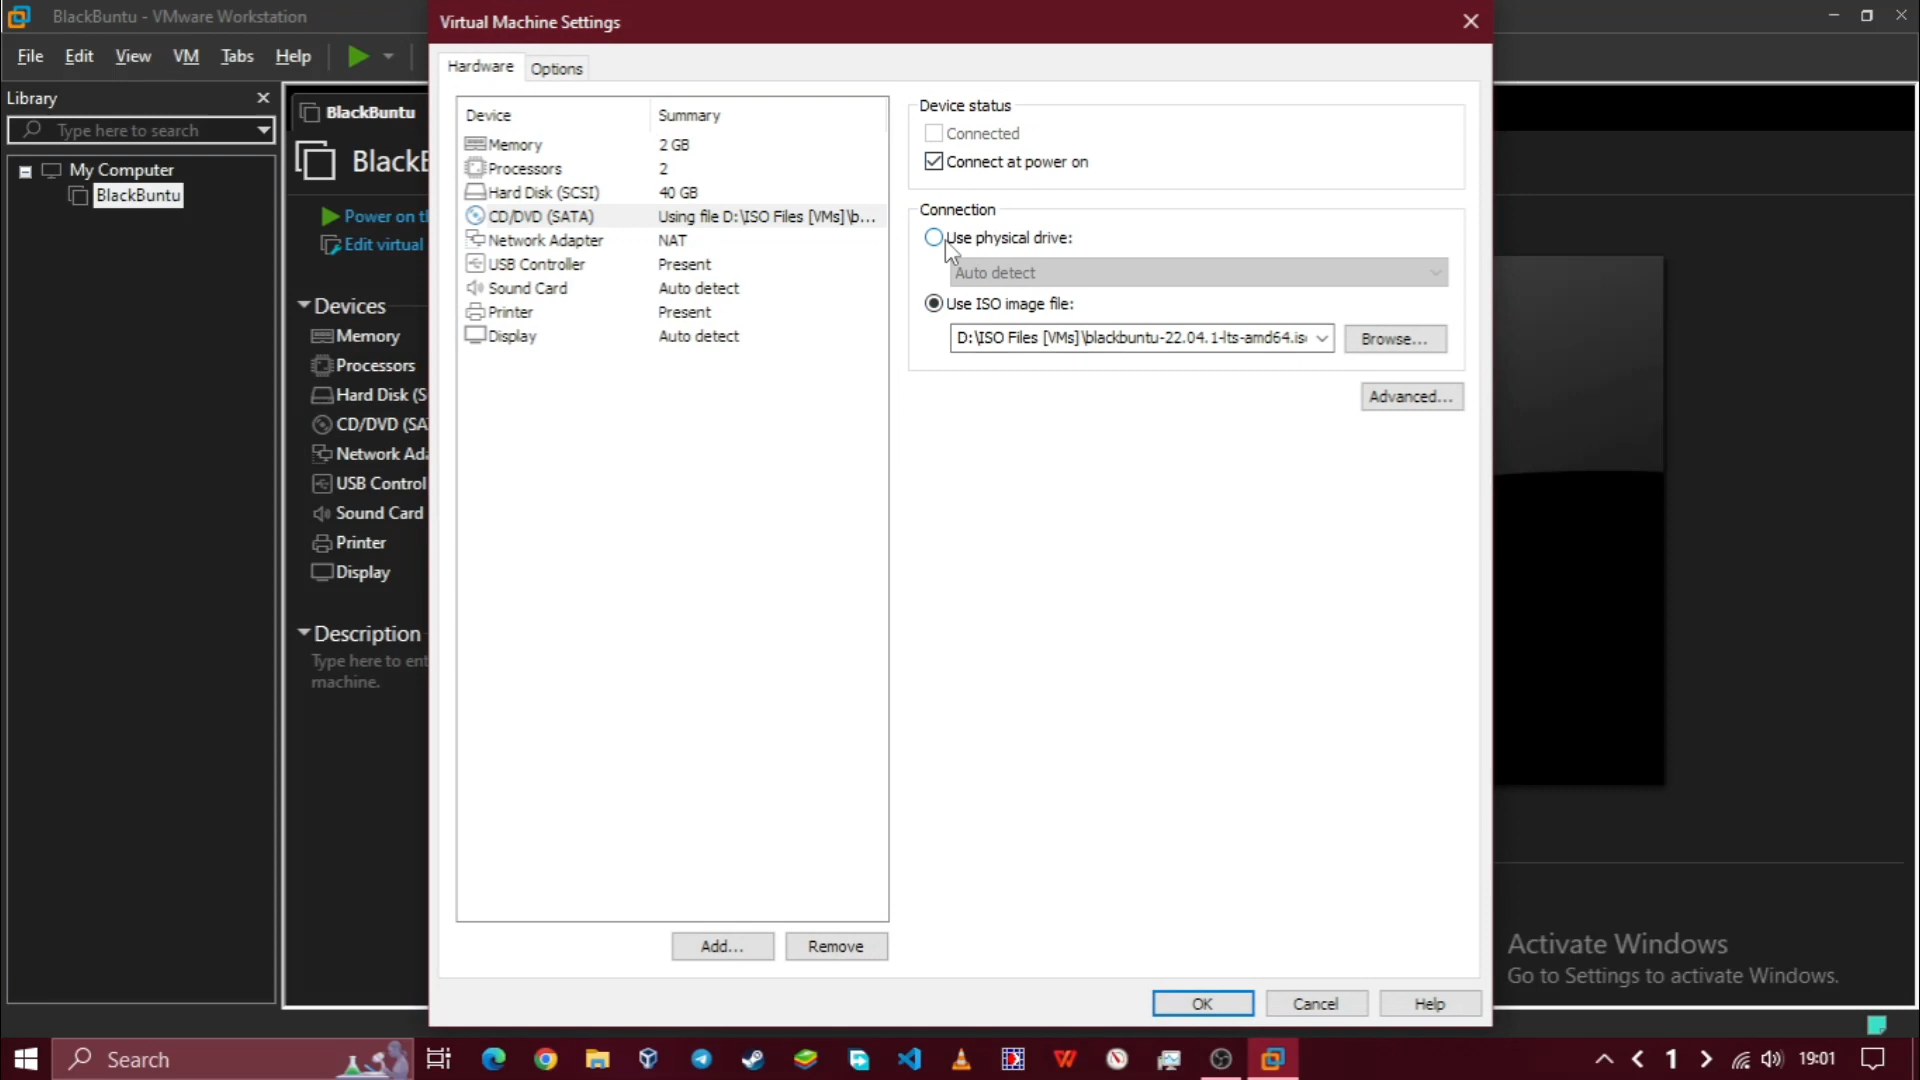 BlackBuntu - VMware Workstation
File Edit View VM Tabs Help
Library
Type here to search
My Computer
BlackBuntu
BlackBuntu
BlackB
Power on t
Edit virtual
Devices
Memory
Processors
Hard Disk (S
CD/DVD (SA
Network Ada
USB Control
Sound Card
Printer
Display
Description
Type here to ent
machine.
Virtual Machine Settings
Hardware Options
Device Summary
Memory 2 GB
Processors 2
Hard Disk (SCSI) 40 GB
CD/DVD (SATA) Using file D:\ISO Files [VMs]\b...
Network Adapter NAT
USB Controller Present
Sound Card Auto detect
Printer Present
Display Auto detect
Add... Remove
Device status
Connected
Connect at power on
Connection
Use physical drive:
Auto detect
Use ISO image file:
D:\ISO Files [VMs]\blackbuntu-22.04.1-lts-amd64.is
Browse...
Advanced...
OK Cancel Help
Activate Windows
Go to Settings to activate Windows.
Search
1
19:01